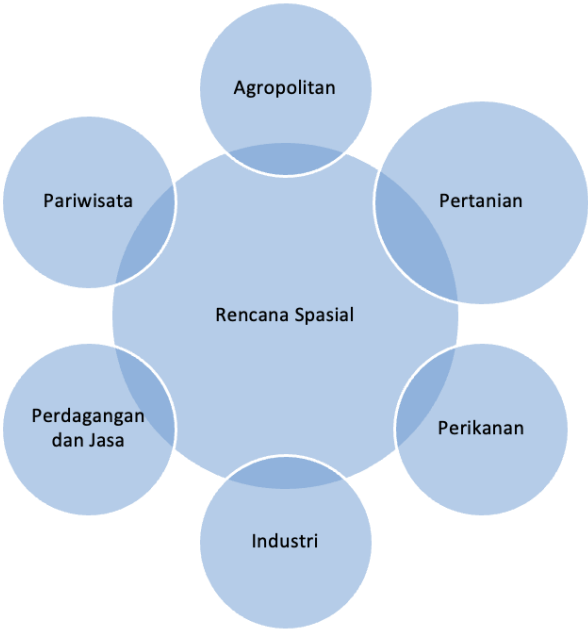 Agropolitan
Pariwisata
Pertanian
Rencana Spasial
Perdagangan
dan Jasa
Perikanan
Industri